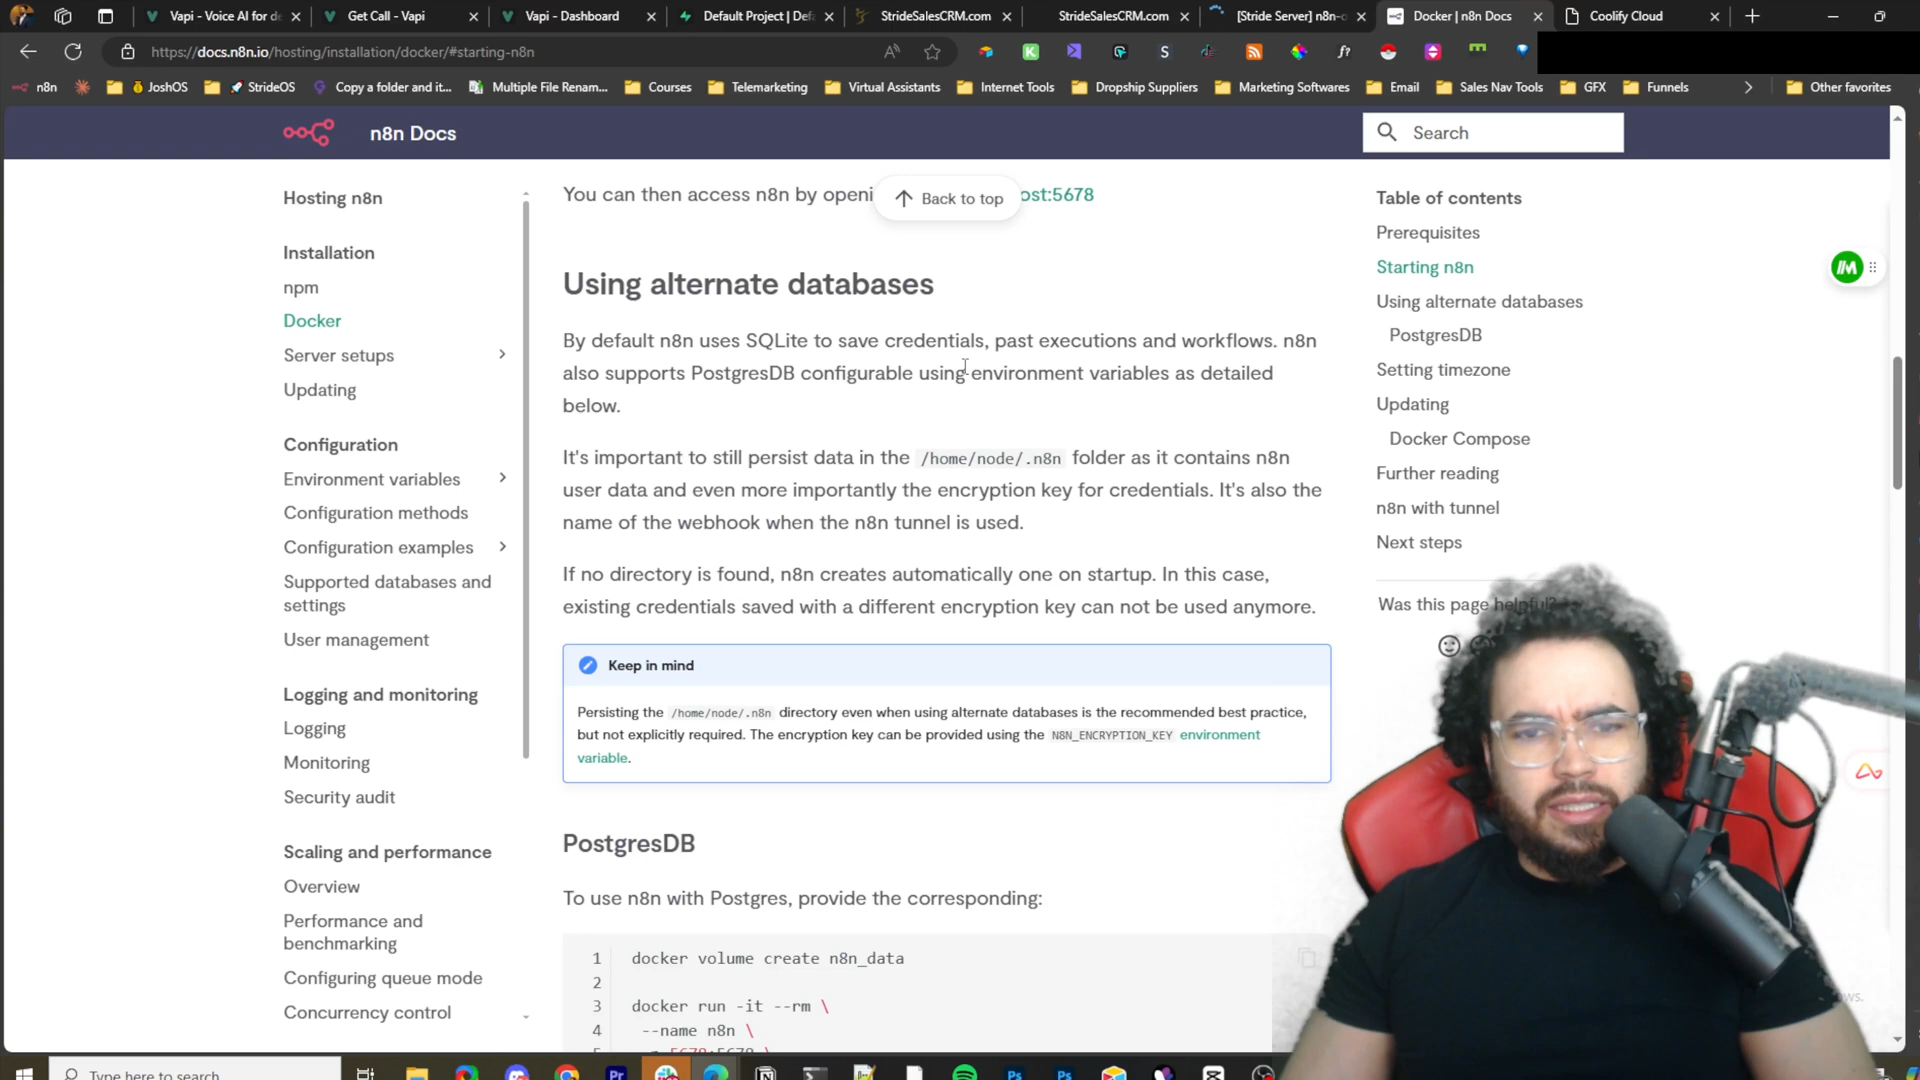 Vapi - Voice AI for de
Get Call - Vapi
Vapi - Dashboard
Default Project | Defa
StrideSalesCRM.com
StrideSalesCRM.com
[Stride Server] n8n-o
Docker | n8n Docs
Coolify Cloud
https://docs.n8n.io/hosting/installation/docker/#starting-n8n
n8n
JoshOS
StrideOS
Copy a folder and it...
Multiple File Renam...
Courses
Telemarketing
Virtual Assistants
Internet Tools
Dropship Suppliers
Marketing Softwares
Email
Sales Nav Tools
GFX
Funnels
Other favorites
n8n Docs
Search
Hosting n8n
Installation
npm
Docker
Server setups
Updating
Configuration
Environment variables
Configuration methods
Configuration examples
Supported databases and
settings
User management
Logging and monitoring
Logging
Monitoring
Security audit
Scaling and performance
Overview
Performance and
benchmarking
Configuring queue mode
Concurrency control
You can then access n8n by openi
Back to top
ost:5678
Using alternate databases
By default n8n uses SQLite to save credentials, past executions and workflows. n8n
also supports PostgresDB configurable using environment variables as detailed
below.
It's important to still persist data in the /home/node/.n8n folder as it contains n8n
user data and even more importantly the encryption key for credentials. It's also the
name of the webhook when the n8n tunnel is used.
If no directory is found, n8n creates automatically one on startup. In this case,
existing credentials saved with a different encryption key can not be used anymore.
Keep in mind
Persisting the /home/node/.n8n directory even when using alternate databases is the recommended best practice,
but not explicitly required. The encryption key can be provided using the N8N_ENCRYPTION_KEY environment
variable.
PostgresDB
To use n8n with Postgres, provide the corresponding:
1 docker volume create n8n_data
2
3 docker run -it --rm \
4 --name n8n \
Table of contents
Prerequisites
Starting n8n
Using alternate databases
PostgresDB
Setting timezone
Updating
Docker Compose
Further reading
n8n with tunnel
Next steps
Was this page helpful?
Type here to search